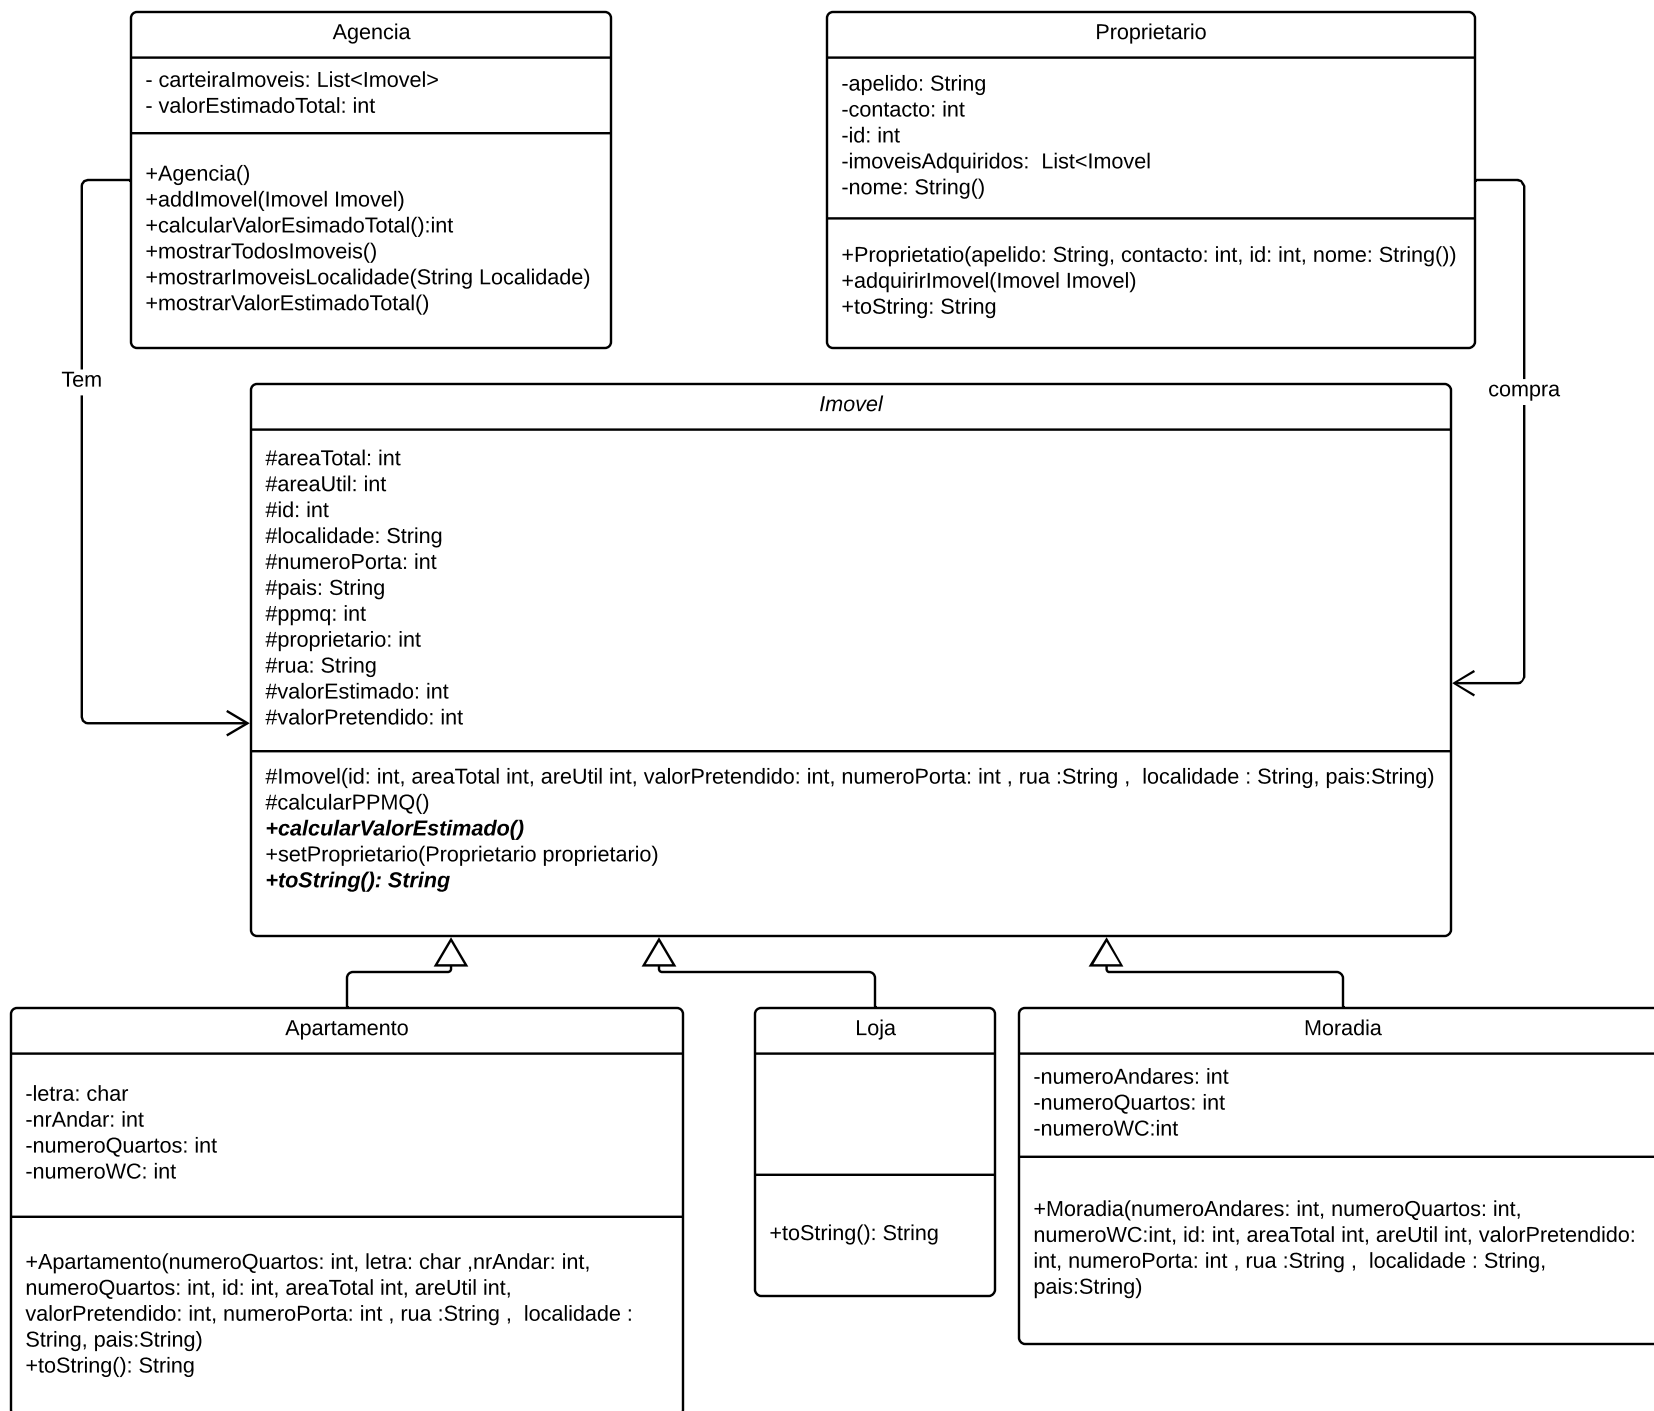 Agencia
- carteiraImoveis: List<Imovel>
- valorEstimadoTotal: int
+Agencia()
+addImovel(Imovel Imovel)
+calcularValorEsimadoTotal():int
+mostrarTodosImoveis()
+mostrarImoveisLocalidade(String Localidade)
+mostrarValorEstimadoTotal()
Proprietario
-apelido: String
-contacto: int
-id: int
-imoveisAdquiridos:  List<Imovel
-nome: String()
+Proprietatio(apelido: String, contacto: int, id: int, nome: String())
+adquirirImovel(Imovel Imovel)
+toString: String
Tem
compra
Imovel
#areaTotal: int
#areaUtil: int
#id: int
#localidade: String
#numeroPorta: int
#pais: String
#ppmq: int
#proprietario: int
#rua: String
#valorEstimado: int
#valorPretendido: int
#Imovel(id: int, areaTotal int, areUtil int, valorPretendido: int, numeroPorta: int , rua :String ,  localidade : String, pais:String)
#calcularPPMQ()
+calcularValorEstimado()
+setProprietario(Proprietario proprietario)
+toString(): String
Apartamento
-letra: char
-nrAndar: int
-numeroQuartos: int
-numeroWC: int
+Apartamento(numeroQuartos: int, letra: char ,nrAndar: int,
numeroQuartos: int, id: int, areaTotal int, areUtil int,
valorPretendido: int, numeroPorta: int , rua :String ,  localidade :
String, pais:String)
+toString(): String
Loja
+toString(): String
Moradia
-numeroAndares: int
-numeroQuartos: int
-numeroWC:int
+Moradia(numeroAndares: int, numeroQuartos: int,
numeroWC:int, id: int, areaTotal int, areUtil int, valorPretendido:
int, numeroPorta: int , rua :String ,  localidade : String,
pais:String)